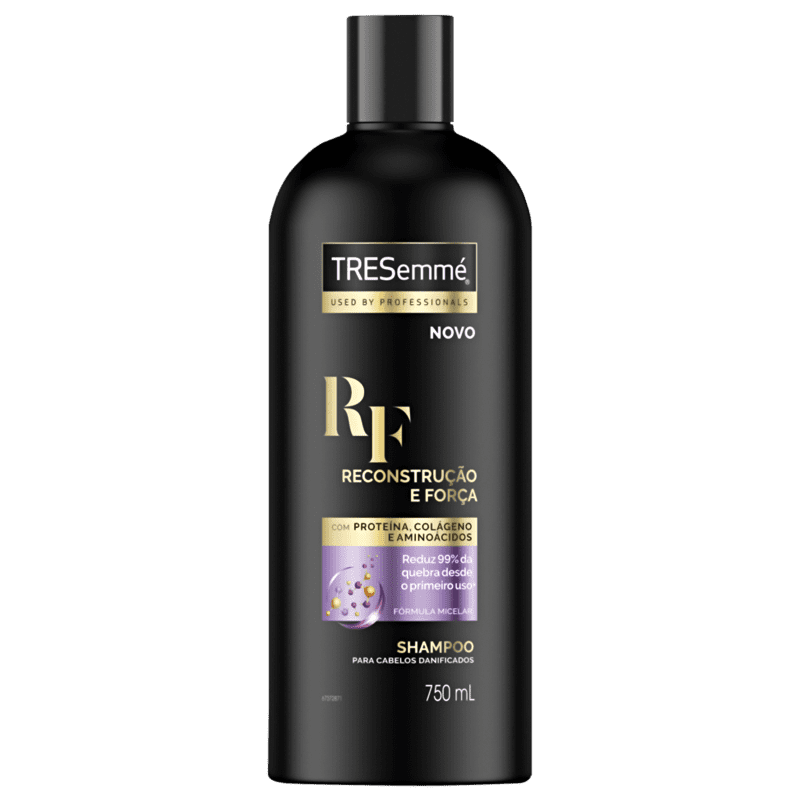 TRESemmé®
USED BY PROFESSIONALS
NOVO
RF
RECONSTRUÇÃO
E FORÇA
COM PROTEÍNA, COLÁGENO
E AMINOÁCIDOS
Reduz 99% da
quebra desde
o primeiro uso*
FÓRMULA MICELAR
SHAMPOO
PARA CABELOS DANIFICADOS
750 mL